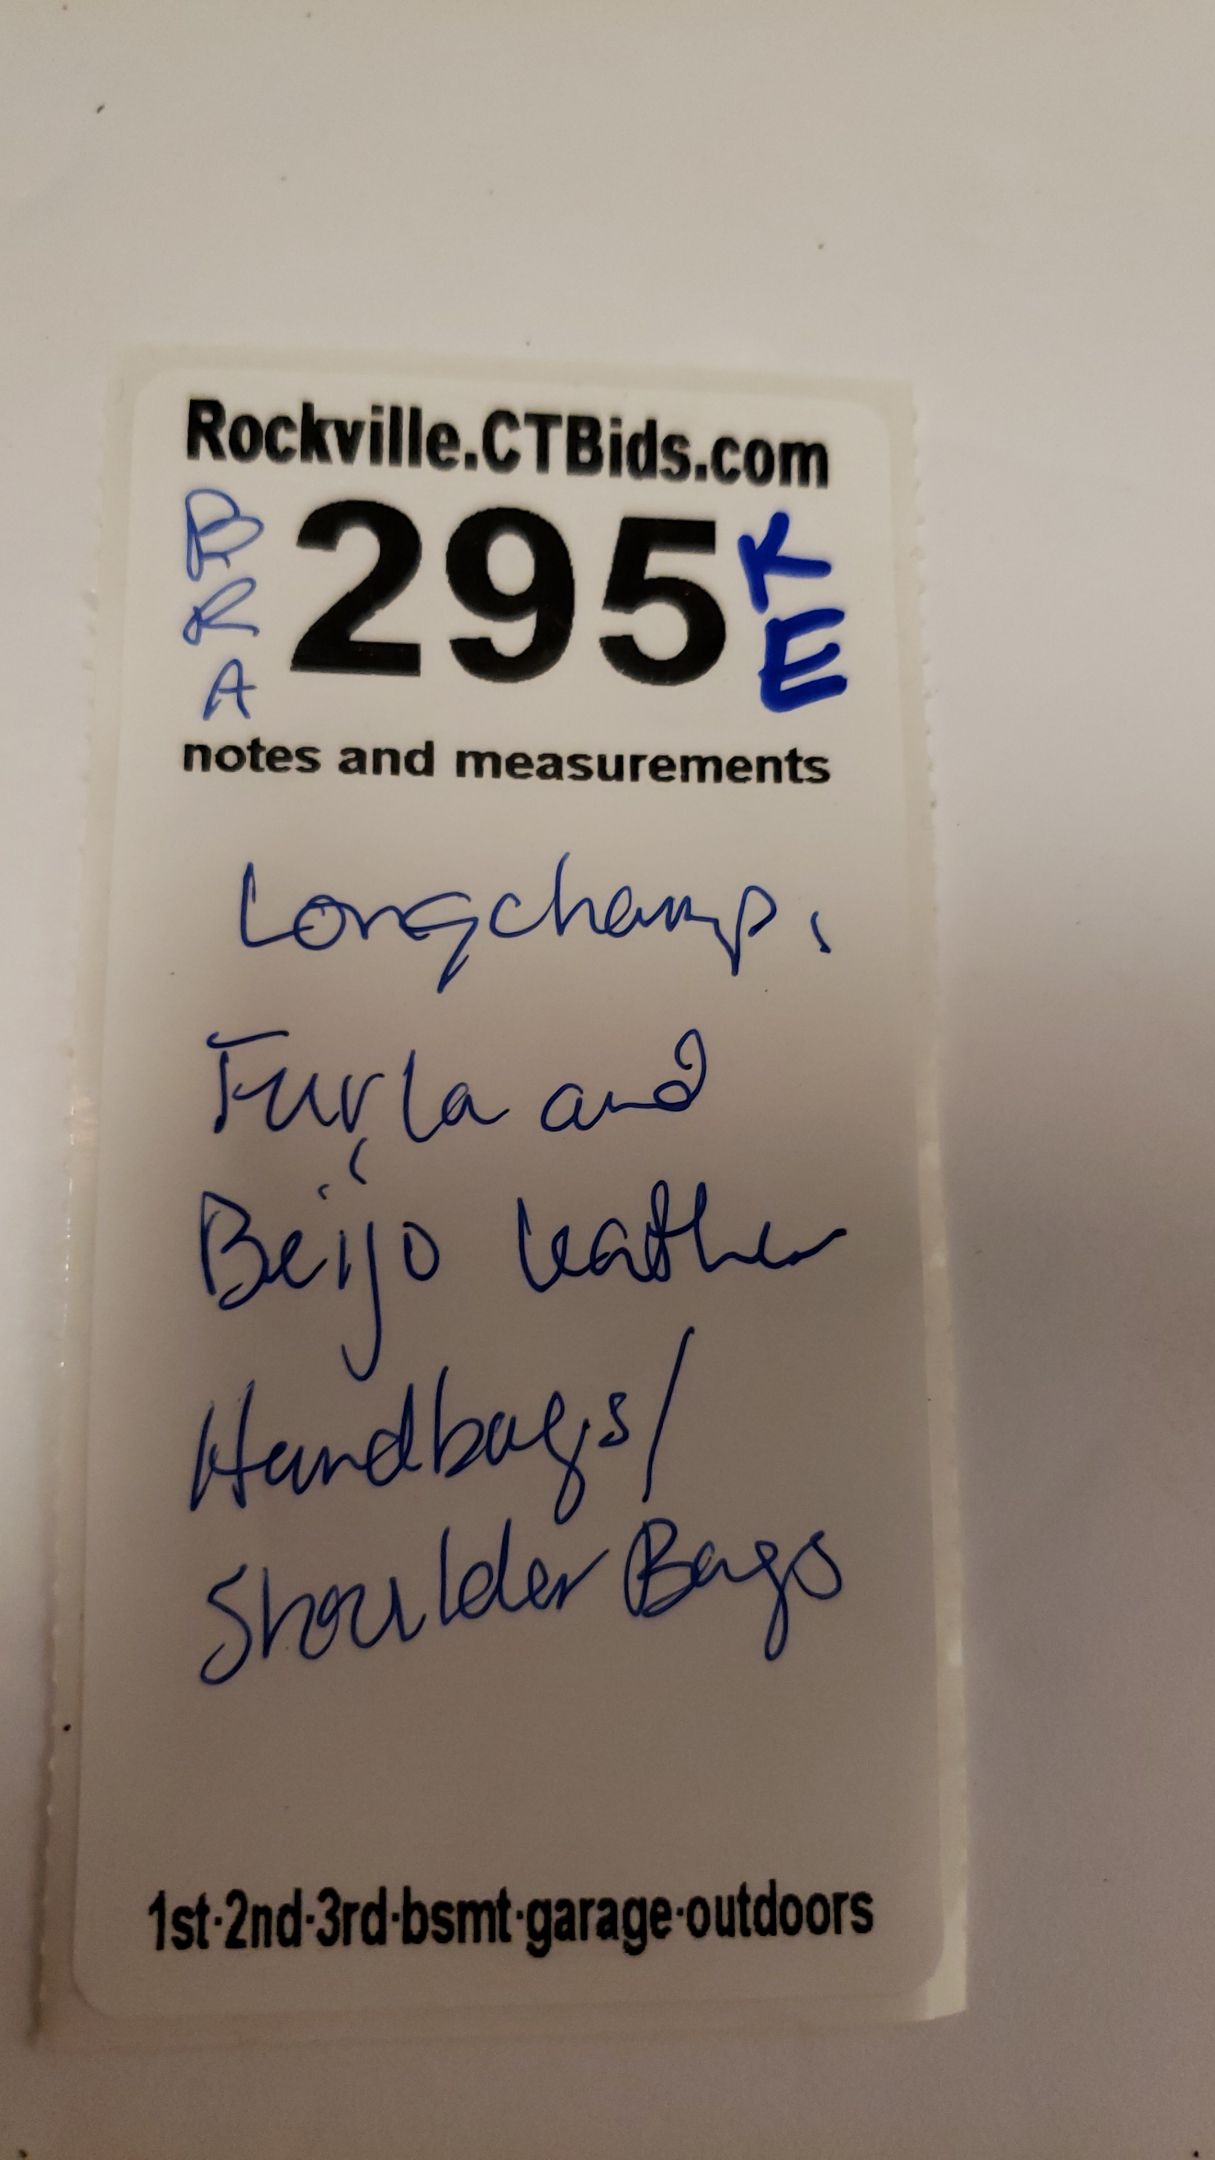 Rockville.CTBids.com
B
R
A
295
K
E
notes and measurements
Longchamp,
Furla and
Beijo leather
Handbags/
Shoulder Bags
1st·2nd·3rd·bsmt·garage·outdoors